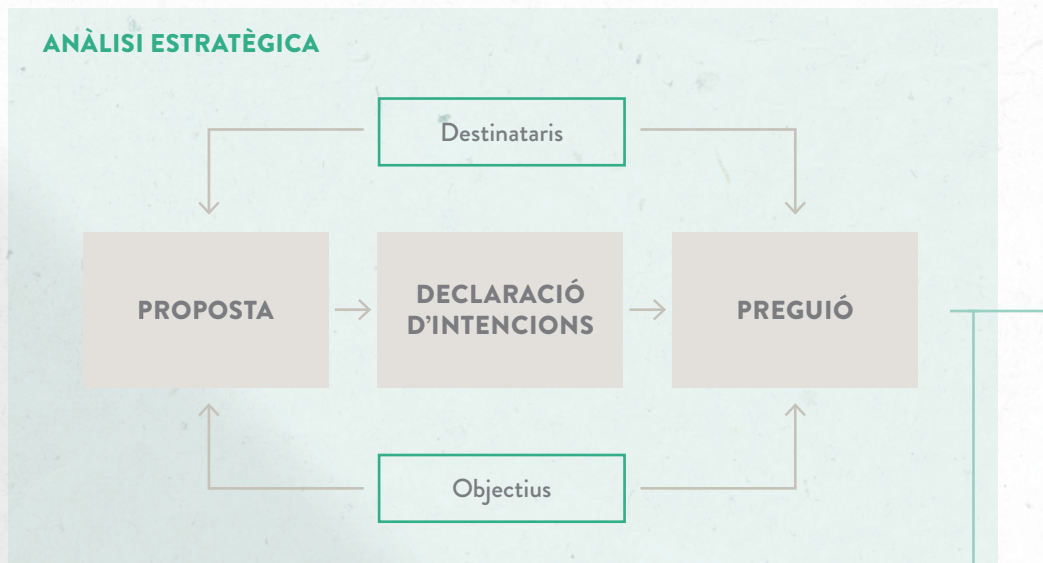 ANÀLISI ESTRATÈGICA
Destinataris
PROPOSTA
DECLARACIÓ
D’INTENCIONS
PREGUIÓ
Objectius